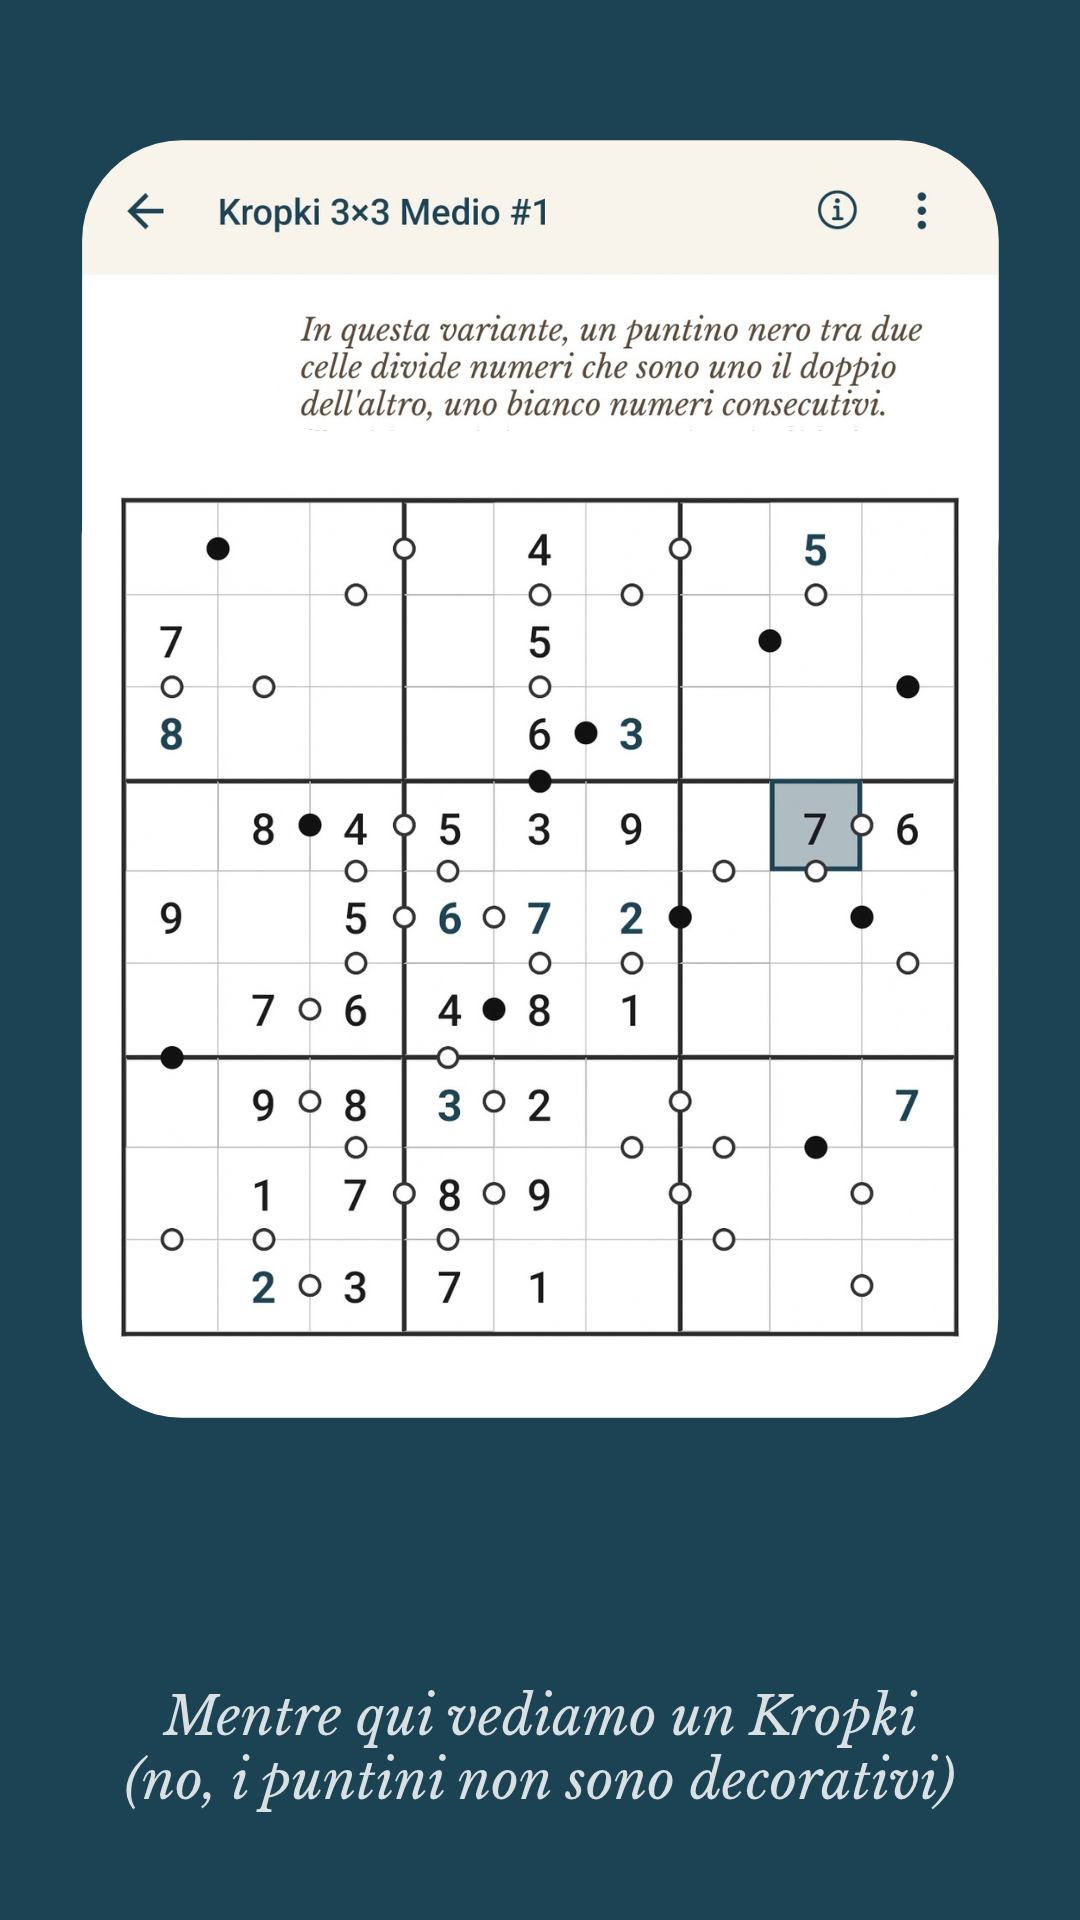 Kropki 3×3 Medio #1
In questa variante, un puntino nero tra due
celle divide numeri che sono uno il doppio
dell'altro, uno bianco numeri consecutivi.
4 5
7 5
8 6 3
8 4 5 3 9 7 6
9 5 6 7 2
7 6 4 8 1
9 8 3 2 7
1 7 8 9
2 3 7 1
Mentre qui vediamo un Kropki
(no, i puntini non sono decorativi)